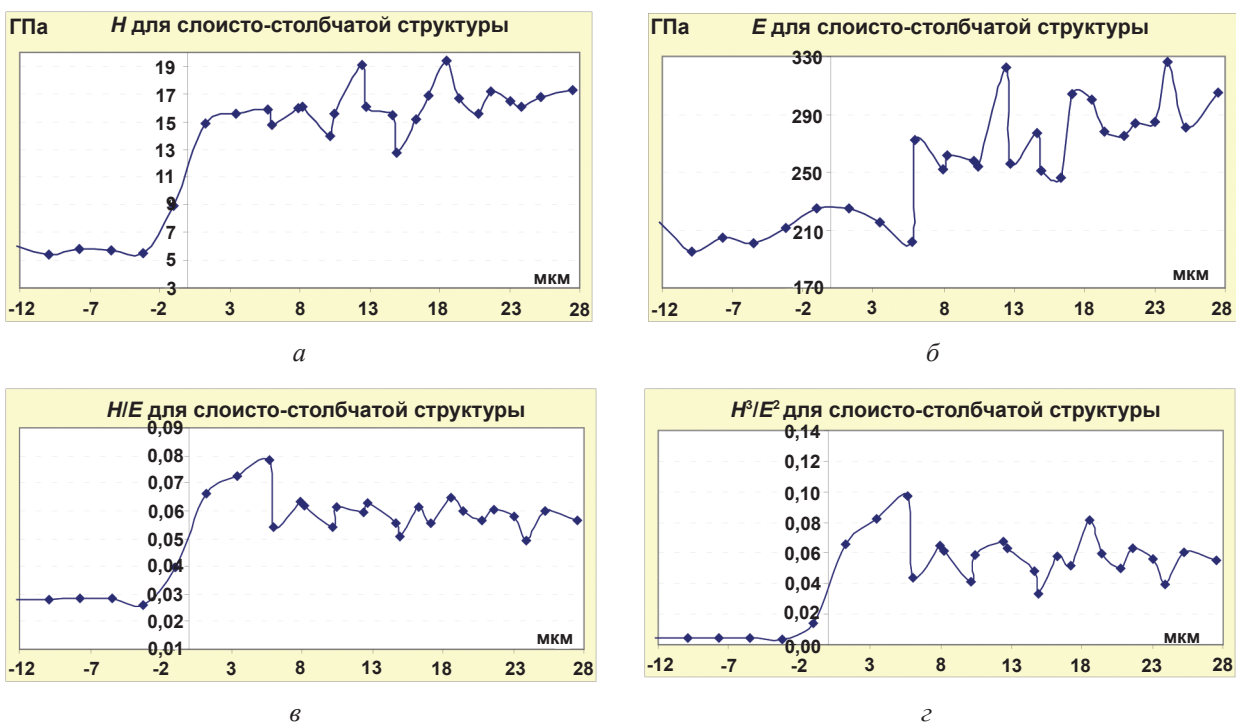 ГПа H для слоисто-столбчатой структуры
19
17
15
13
11
9
7
5
3
мкм
-12 -7 -2 3 8 13 18 23 28
а
ГПа E для слоисто-столбчатой структуры
330
290
250
210
170
мкм
-12 -7 -2 3 8 13 18 23 28
б
H/E для слоисто-столбчатой структуры
0,09
0,08
0,07
0,06
0,05
0,04
0,03
0,02
0,01
мкм
-12 -7 -2 3 8 13 18 23 28
в
H³/E² для слоисто-столбчатой структуры
0,14
0,12
0,10
0,08
0,06
0,04
0,02
0,00
мкм
-12 -7 -2 3 8 13 18 23 28
г